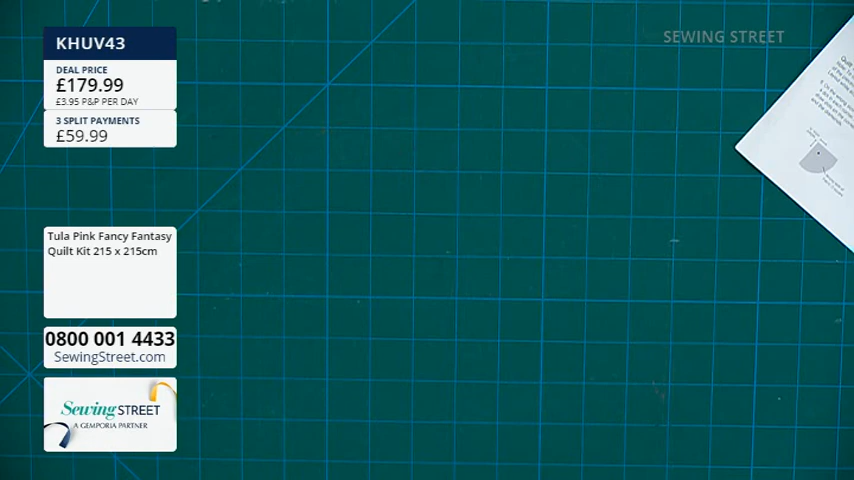 KHUV43
DEAL PRICE
£179.99
£3.95 P&P PER DAY
3 SPLIT PAYMENTS
£59.99
Tula Pink Fancy Fantasy
Quilt Kit 215 x 215cm
0800 001 4433
SewingStreet.com
Sewing STREET
A GEMPORIA PARTNER
SEWING STREET